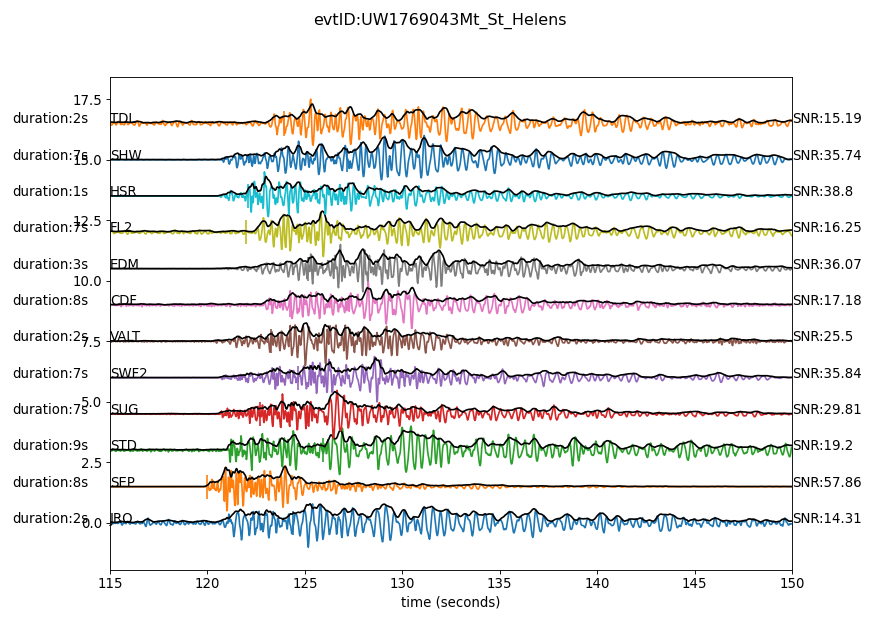 evtID:UW1769043Mt_St_Helens
17.5
duration:2s TDL SNR:15.19
duration:7s SHW SNR:35.74
15.0
duration:1s HSR SNR:38.8
12.5
duration:7s EL2 SNR:16.25
duration:3s EDM SNR:36.07
10.0
duration:8s CDF SNR:17.18
duration:2s VALT SNR:25.5
7.5
duration:7s SWF2 SNR:35.84
5.0
duration:7s SUG SNR:29.81
duration:9s STD SNR:19.2
2.5
duration:8s SEP SNR:57.86
duration:2s JRO SNR:14.31
0.0
115 120 125 130 135 140 145 150
time (seconds)